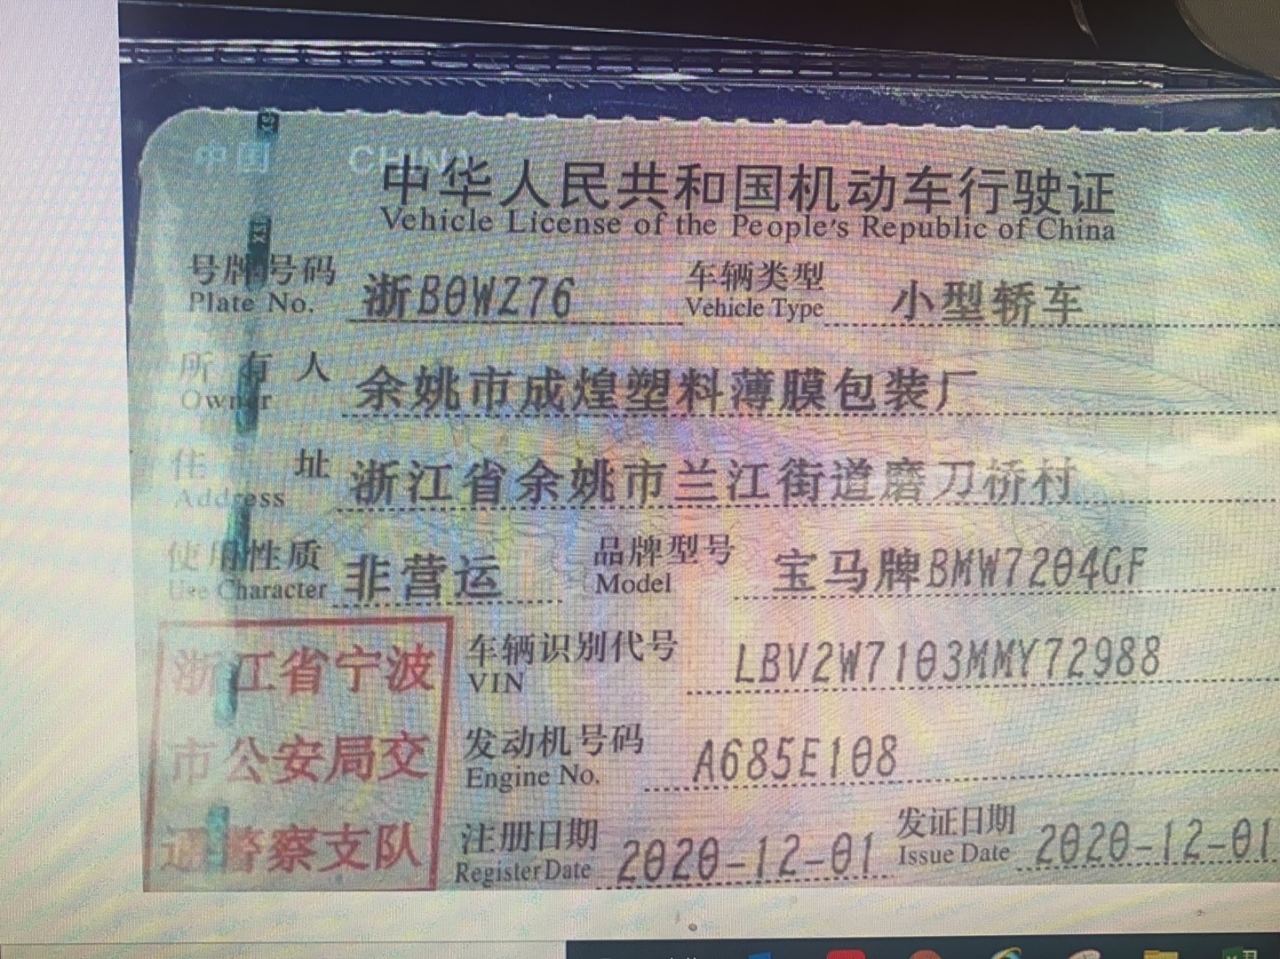 中国 CHINA
中华人民共和国机动车行驶证
Vehicle License of the People's Republic of China
号牌号码 浙B0WZ76 车辆类型 小型轿车
Plate No. Vehicle Type
所有人 余姚市成煌塑料薄膜包装厂
Owner
住址 浙江省余姚市兰江街道磨刀桥村
Address
使用性质 非营运 品牌型号 宝马牌BMW7204GF
Use Character Model
浙江省宁波
市公安局交
通警察支队
车辆识别代号 LBV2W7103MMY72988
VIN
发动机号码 A685E108
Engine No.
注册日期 2020-12-01 发证日期 2020-12-01
Register Date Issue Date